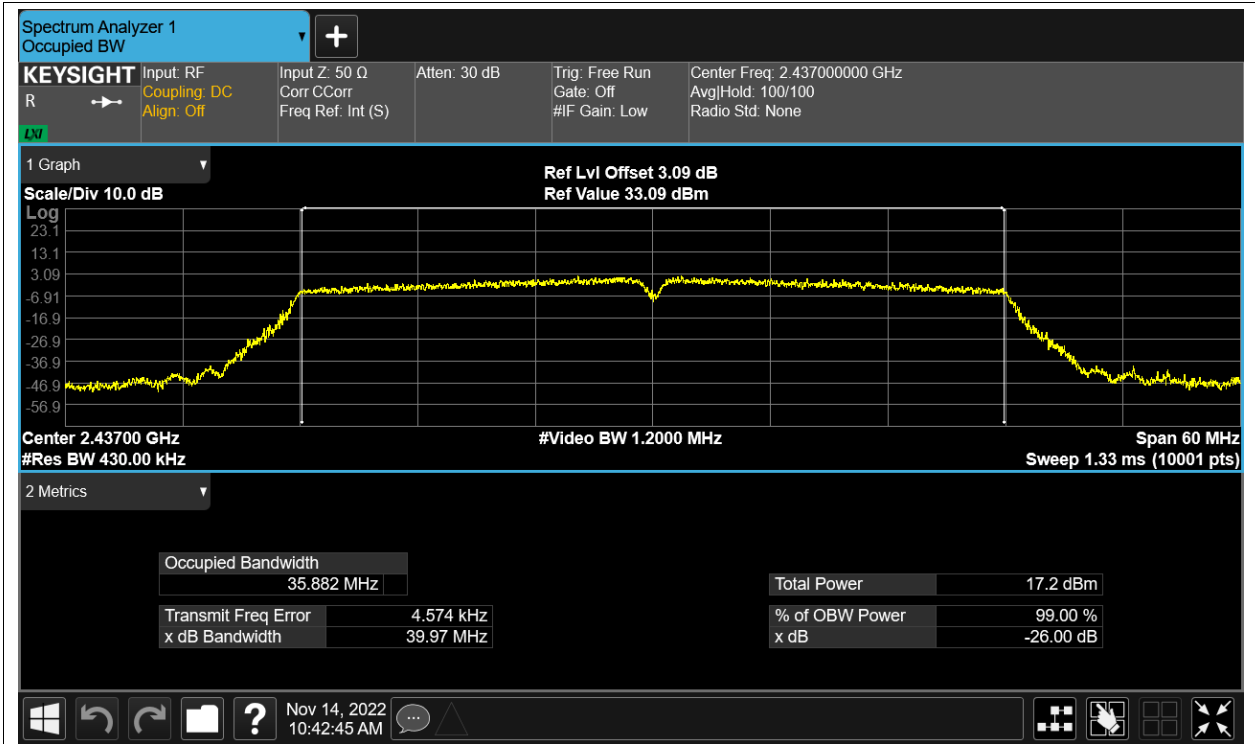 Spectrum Analyzer 1
Occupied BW
KEYSIGHT
R
LXI
Input: RF
Coupling: DC
Align: Off
Input Z: 50 Ω
Corr CCorr
Freq Ref: Int (S)
Atten: 30 dB
Trig: Free Run
Gate: Off
#IF Gain: Low
Center Freq: 2.437000000 GHz
Avg|Hold: 100/100
Radio Std: None
1 Graph
Ref Lvl Offset 3.09 dB
Scale/Div 10.0 dB
Ref Value 33.09 dBm
Log
23.1
13.1
3.09
-6.91
-16.9
-26.9
-36.9
-46.9
-56.9
Center 2.43700 GHz
#Video BW 1.2000 MHz
Span 60 MHz
#Res BW 430.00 kHz
Sweep 1.33 ms (10001 pts)
2 Metrics
Occupied Bandwidth
35.882 MHz
Transmit Freq Error 4.574 kHz
x dB Bandwidth 39.97 MHz
Total Power 17.2 dBm
% of OBW Power 99.00 %
x dB -26.00 dB
?
Nov 14, 2022
10:42:45 AM